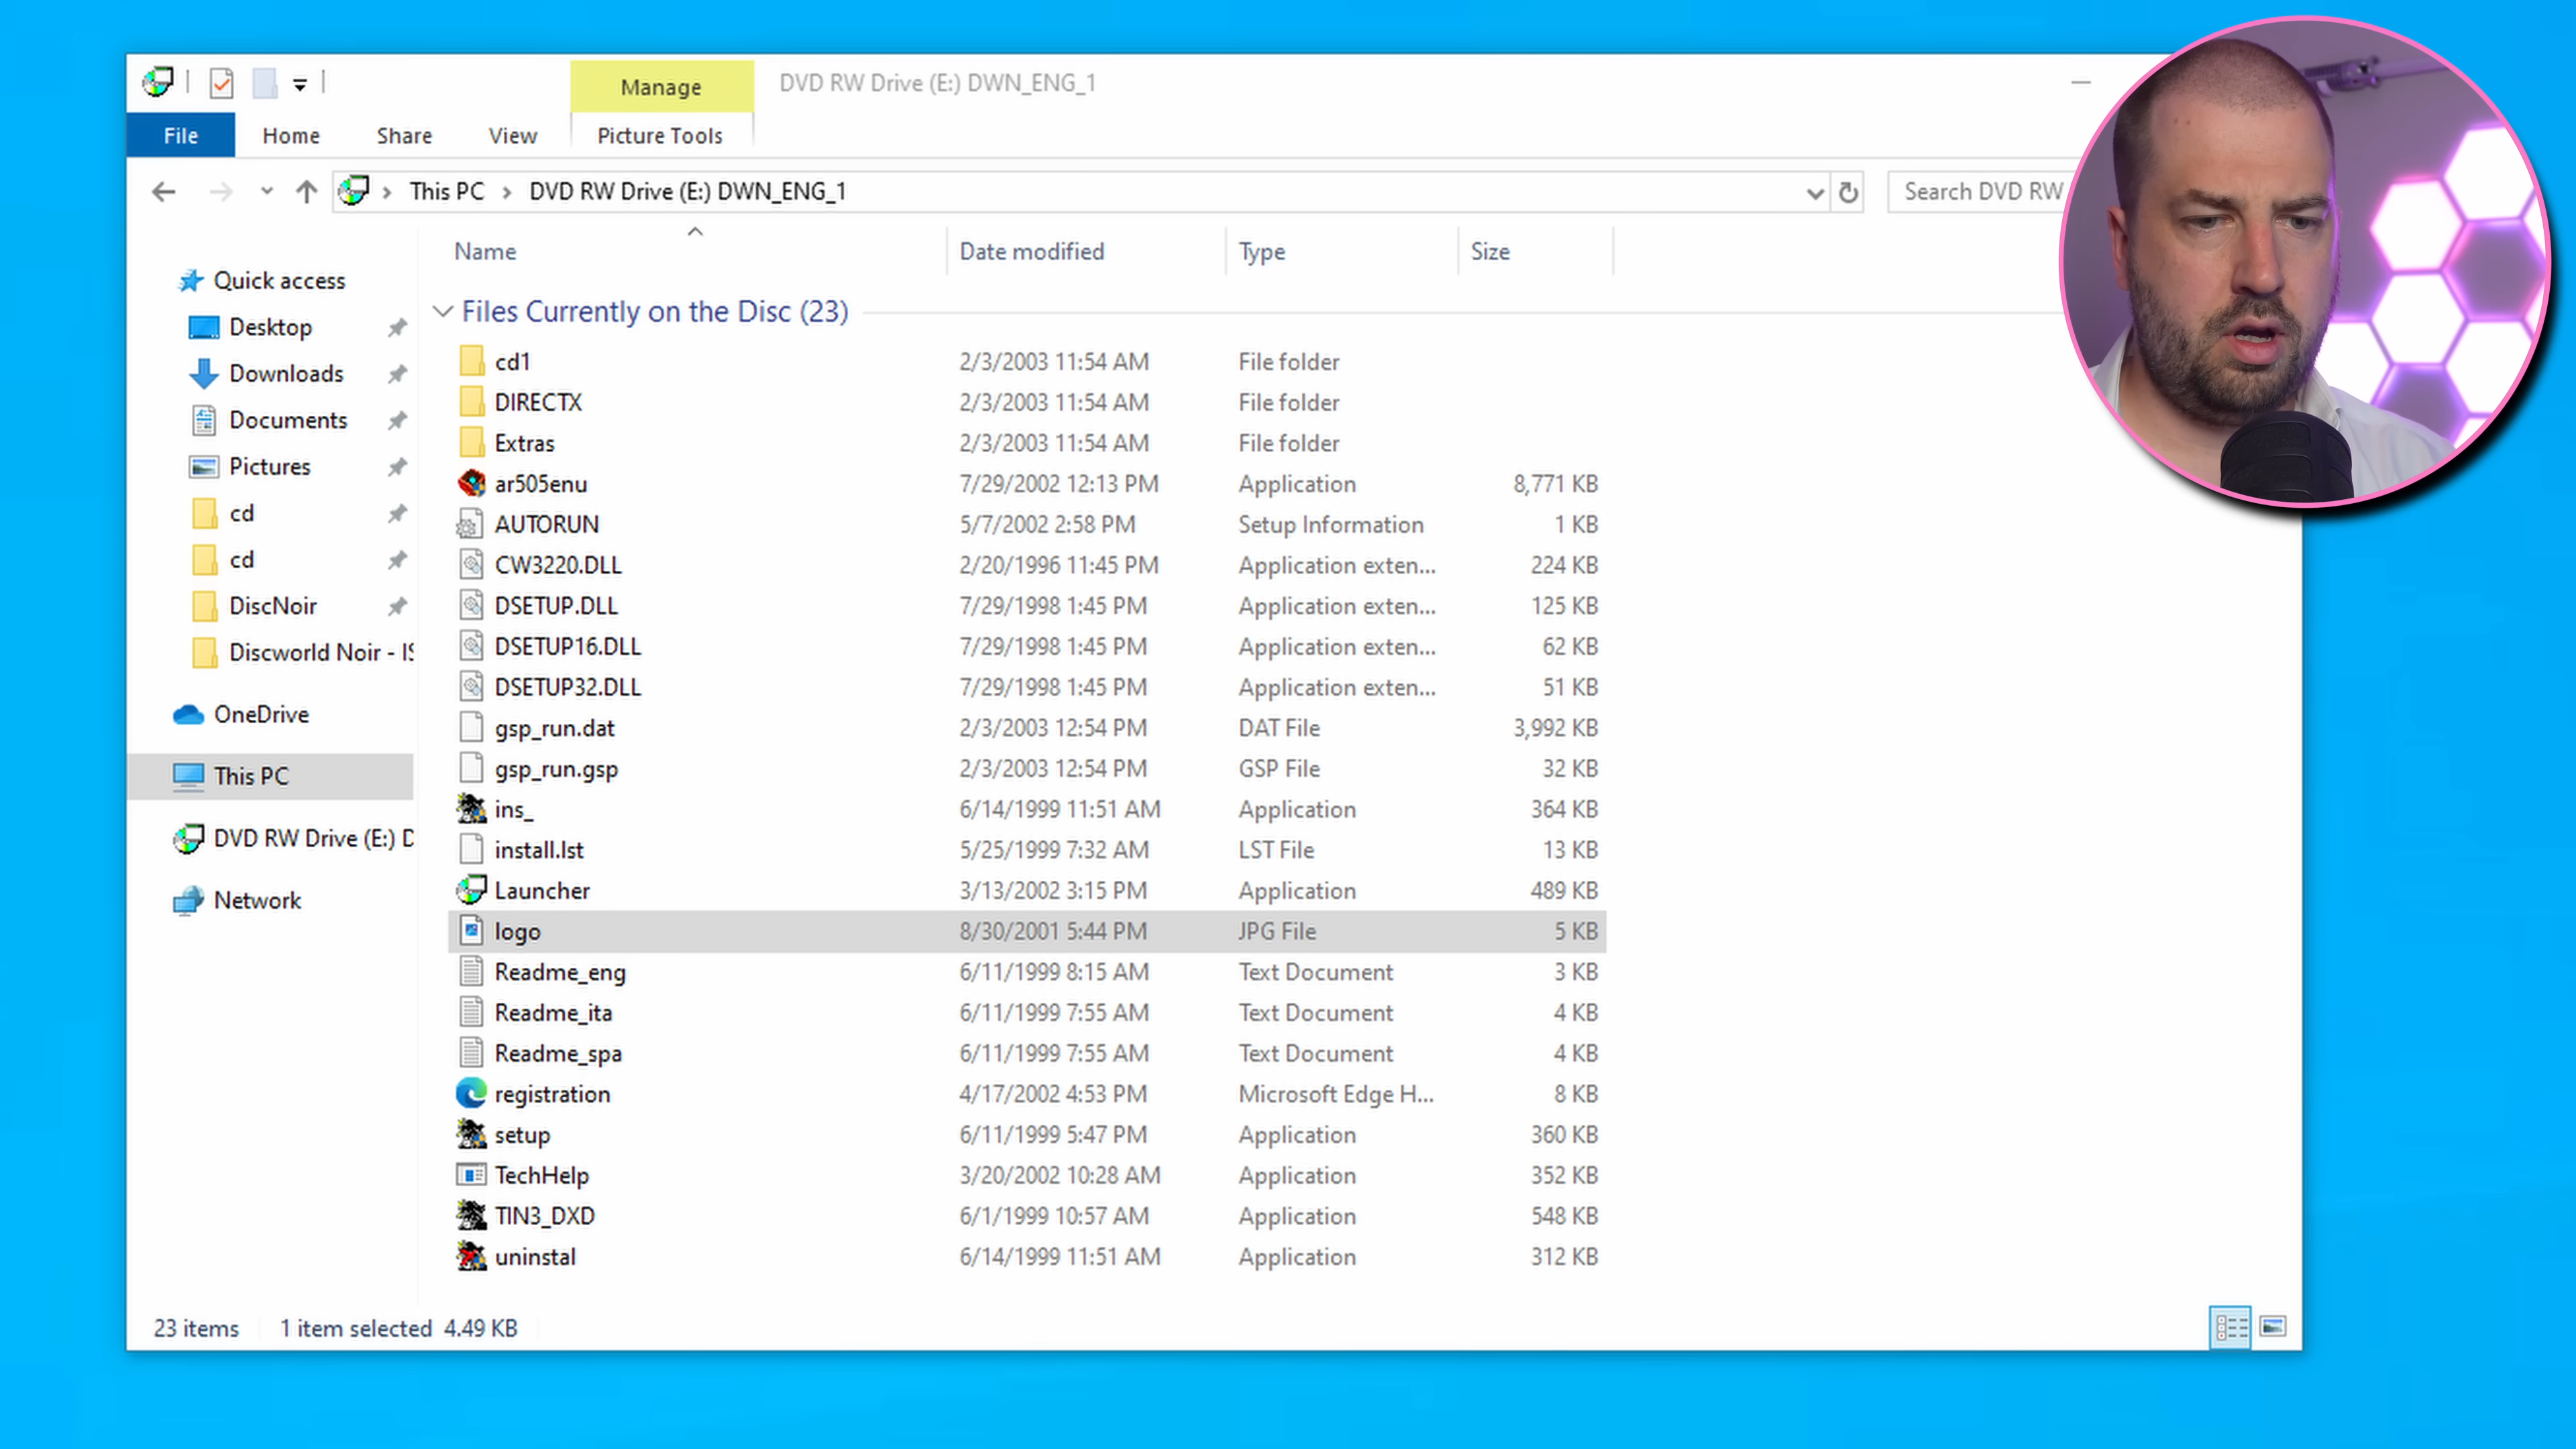 Manage
DVD RW Drive (E:) DWN_ENG_1
File
Home
Share
View
Picture Tools
This PC
DVD RW Drive (E:) DWN_ENG_1
Search DVD RW
Name
Date modified
Type
Size
Quick access
Desktop
Downloads
Documents
Pictures
cd
cd
DiscNoir
Discworld Noir - IS
OneDrive
This PC
DVD RW Drive (E:) D
Network
Files Currently on the Disc (23)
cd1 2/3/2003 11:54 AM File folder
DIRECTX 2/3/2003 11:54 AM File folder
Extras 2/3/2003 11:54 AM File folder
ar505enu 7/29/2002 12:13 PM Application 8,771 KB
AUTORUN 5/7/2002 2:58 PM Setup Information 1 KB
CW3220.DLL 2/20/1996 11:45 PM Application exten... 224 KB
DSETUP.DLL 7/29/1998 1:45 PM Application exten... 125 KB
DSETUP16.DLL 7/29/1998 1:45 PM Application exten... 62 KB
DSETUP32.DLL 7/29/1998 1:45 PM Application exten... 51 KB
gsp_run.dat 2/3/2003 12:54 PM DAT File 3,992 KB
gsp_run.gsp 2/3/2003 12:54 PM GSP File 32 KB
ins_ 6/14/1999 11:51 AM Application 364 KB
install.lst 5/25/1999 7:32 AM LST File 13 KB
Launcher 3/13/2002 3:15 PM Application 489 KB
logo 8/30/2001 5:44 PM JPG File 5 KB
Readme_eng 6/11/1999 8:15 AM Text Document 3 KB
Readme_ita 6/11/1999 7:55 AM Text Document 4 KB
Readme_spa 6/11/1999 7:55 AM Text Document 4 KB
registration 4/17/2002 4:53 PM Microsoft Edge H... 8 KB
setup 6/11/1999 5:47 PM Application 360 KB
TechHelp 3/20/2002 10:28 AM Application 352 KB
TIN3_DXD 6/1/1999 10:57 AM Application 548 KB
uninstal 6/14/1999 11:51 AM Application 312 KB
23 items 1 item selected 4.49 KB